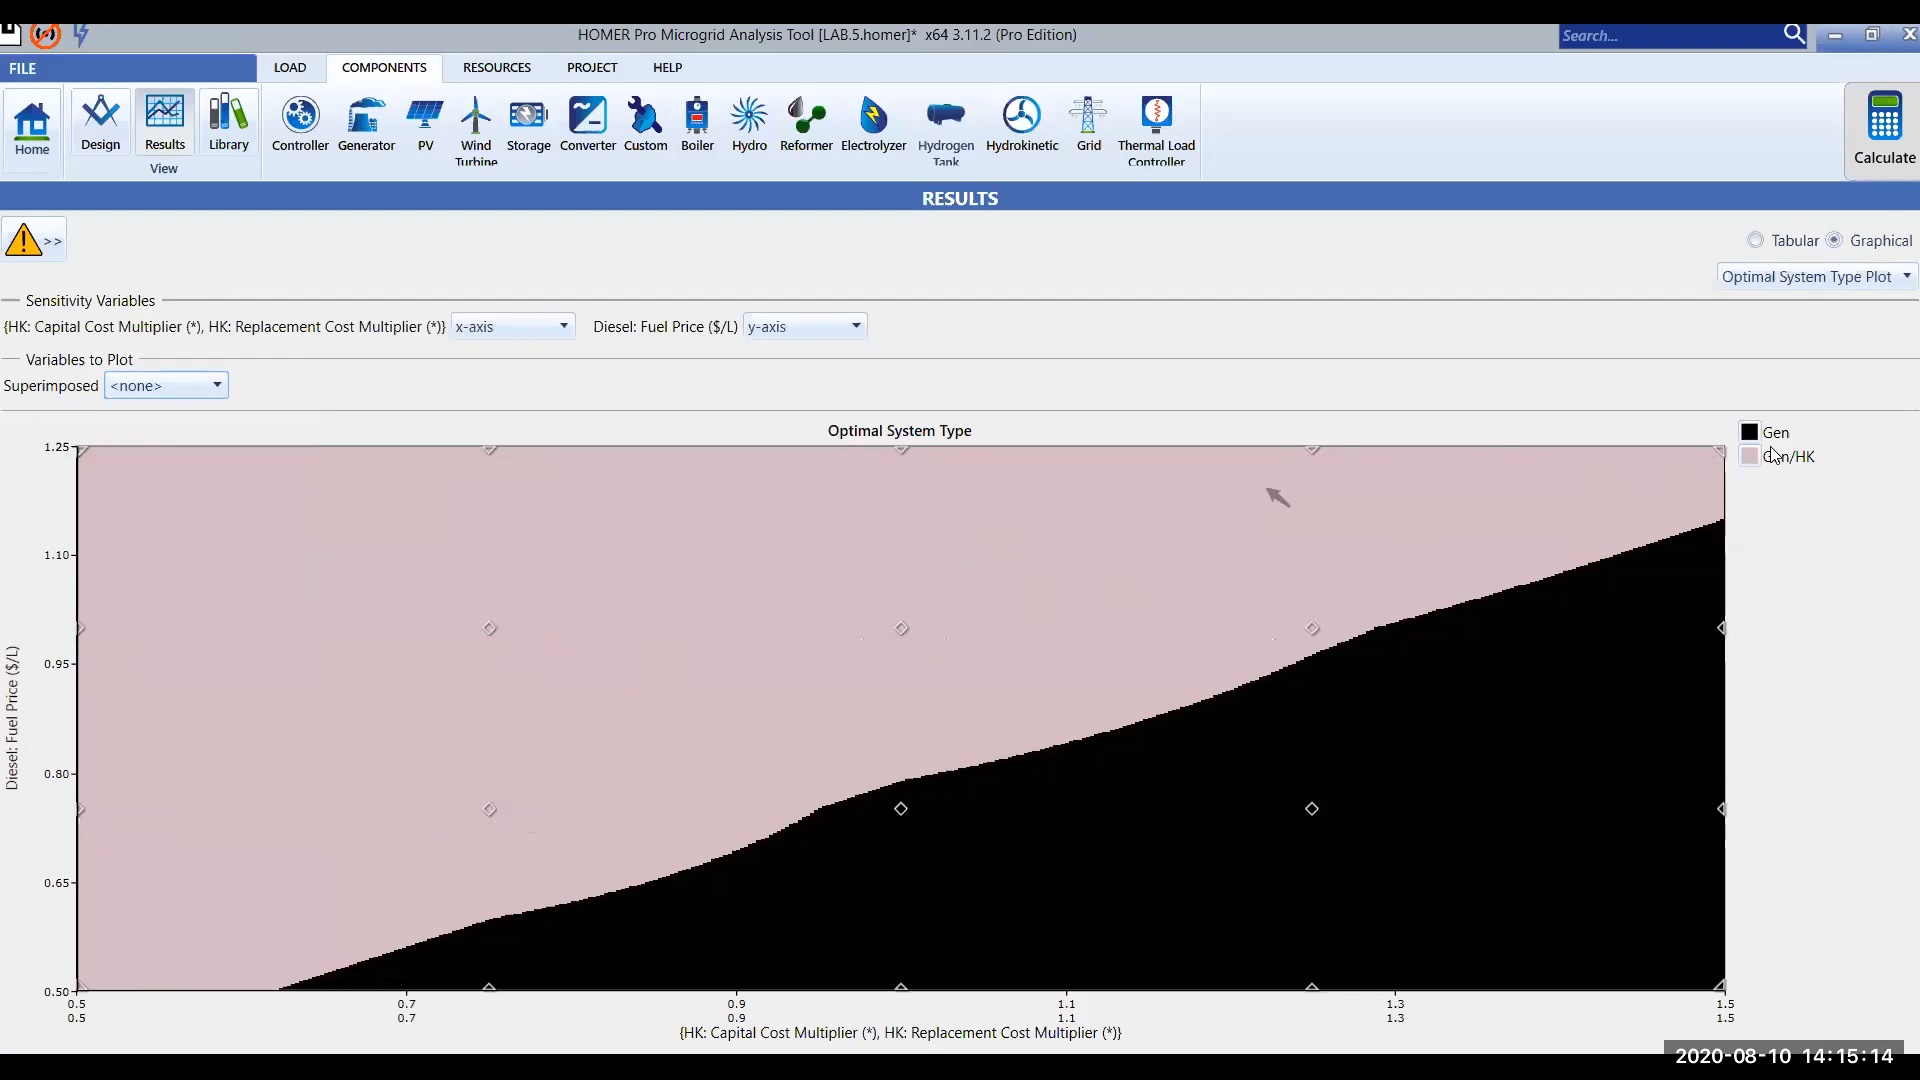 HOMER Pro Microgrid Analysis Tool [LAB.5.homer]* x64 3.11.2 (Pro Edition)
Search...
FILE
LOAD
COMPONENTS
RESOURCES
PROJECT
HELP
Home
Design
Results
Library
View
Controller
Generator
PV
Wind
Turbine
Storage
Converter
Custom
Boiler
Hydro
Reformer
Electrolyzer
Hydrogen
Tank
Hydrokinetic
Grid
Thermal Load
Controller
Calculate
RESULTS
>>
Tabular
Graphical
Optimal System Type Plot
Sensitivity Variables
{HK: Capital Cost Multiplier (*), HK: Replacement Cost Multiplier (*)} x-axis
Diesel: Fuel Price ($/L) y-axis
Variables to Plot
Superimposed <none>
Optimal System Type
Gen
Gen/HK
Diesel: Fuel Price ($/L)
1.25
1.10
0.95
0.80
0.65
0.50
0.5 0.7 0.9 1.1 1.3 1.5
0.5 0.7 0.9 1.1 1.3 1.5
{HK: Capital Cost Multiplier (*), HK: Replacement Cost Multiplier (*)}
2020-08-10 14:15:14